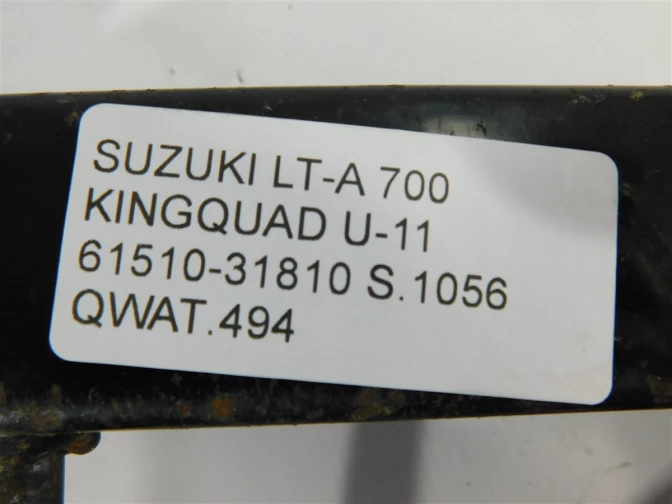 SUZUKI LT-A 700
KINGQUAD U-11
61510-31810 S.1056
QWAT.494